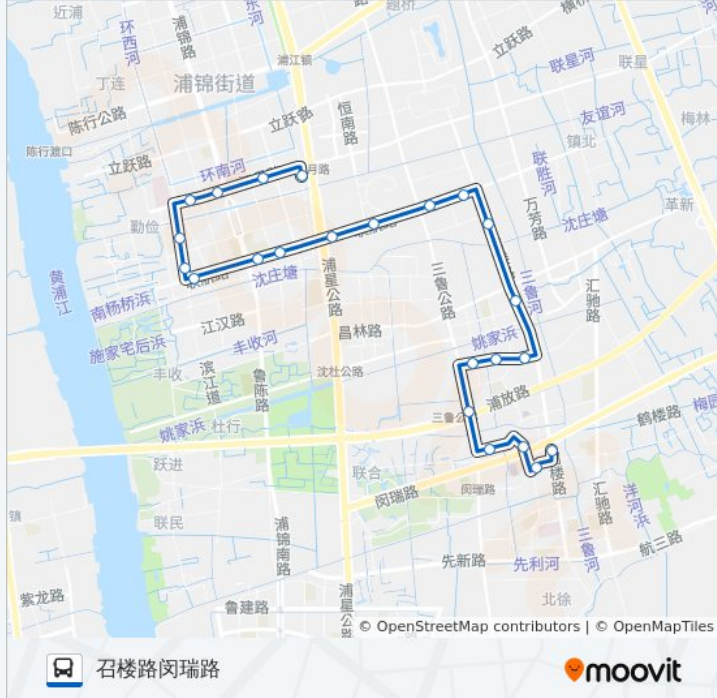 近浦
环西河
浦锦路
东河
题桥
浦江镇
立跃路
横
河
联星河
联星
丁连
浦锦街道
陈行公路
立跃路
恒南路
友谊河
梅林
镇北
陈行渡口
立跃路
环南河
月路
联胜河
万芳路
革新
沈庄塘
勤俭
黄浦江
沈庄塘
浦星公路
三鲁公路
三鲁河
汇驰路
南杨桥浜
江汉路
昌林路
姚家浜
施家宅后浜
丰收河
丰收
滨江道
鲁陈路
沈杜公路
浦放路
梅园
鹤楼路
三鲁公
姚家浜
杜行
跃进
联合
闵瑞路
闵瑞路
楼路
汇驰路
洋河浜
镇
联民
浦锦南路
三鲁河
航三路
先新路
先利河
紫龙路
鲁建路
浦星公路
北徐
© OpenStreetMap contributors | © OpenMapTiles
召楼路闵瑞路
moovit